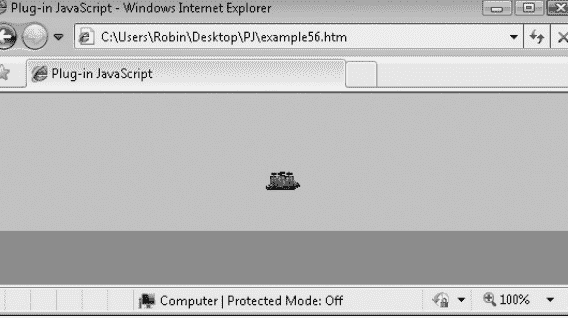 Plug-in JavaScript - Windows Internet Explorer
C:\Users\Robin\Desktop\PJ\example56.htm
Plug-in JavaScript
Computer | Protected Mode: Off
100%